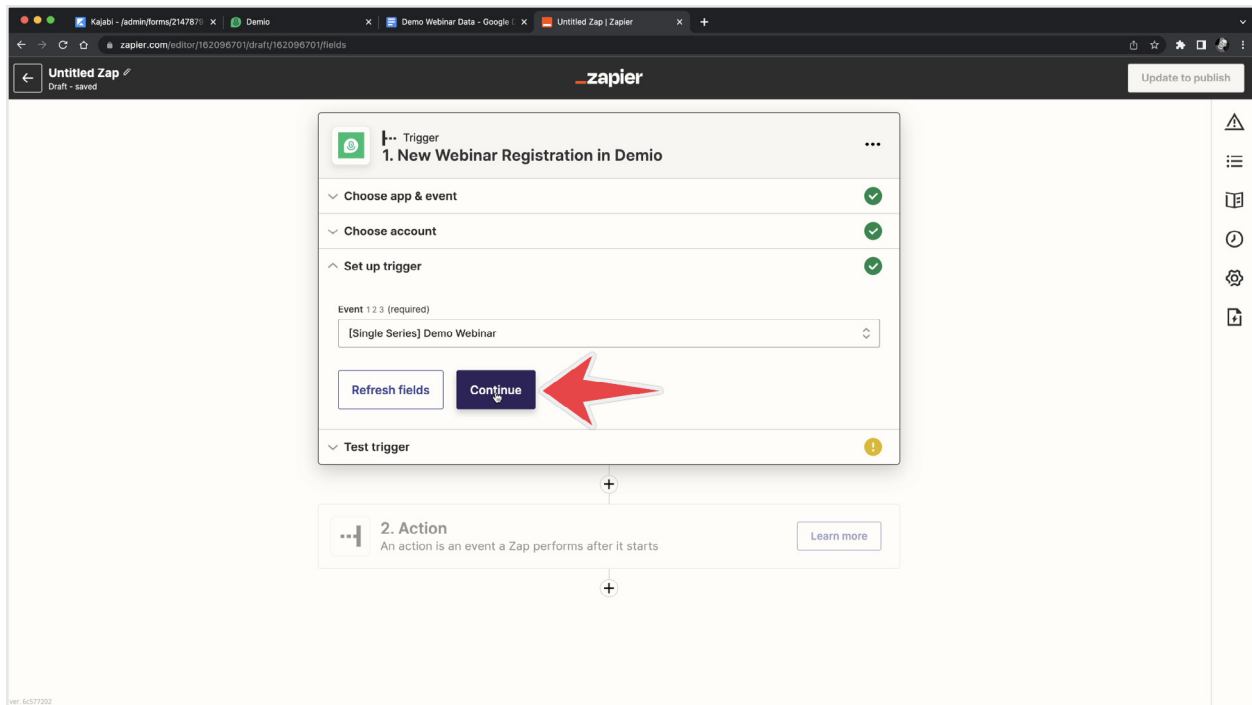 Kajabi - /admin/forms/2147879
Demio
Demo Webinar Data - Google
Untitled Zap | Zapier
zapier.com/editor/162096701/draft/162096701/fields
Untitled Zap
Draft - saved
_zapier
Update to publish
Trigger
1. New Webinar Registration in Demio
Choose app & event
Choose account
Set up trigger
Event 1 2 3 (required)
[Single Series] Demo Webinar
Refresh fields
Continue
Test trigger
2. Action
An action is an event a Zap performs after it starts
Learn more
ver. 6c577202